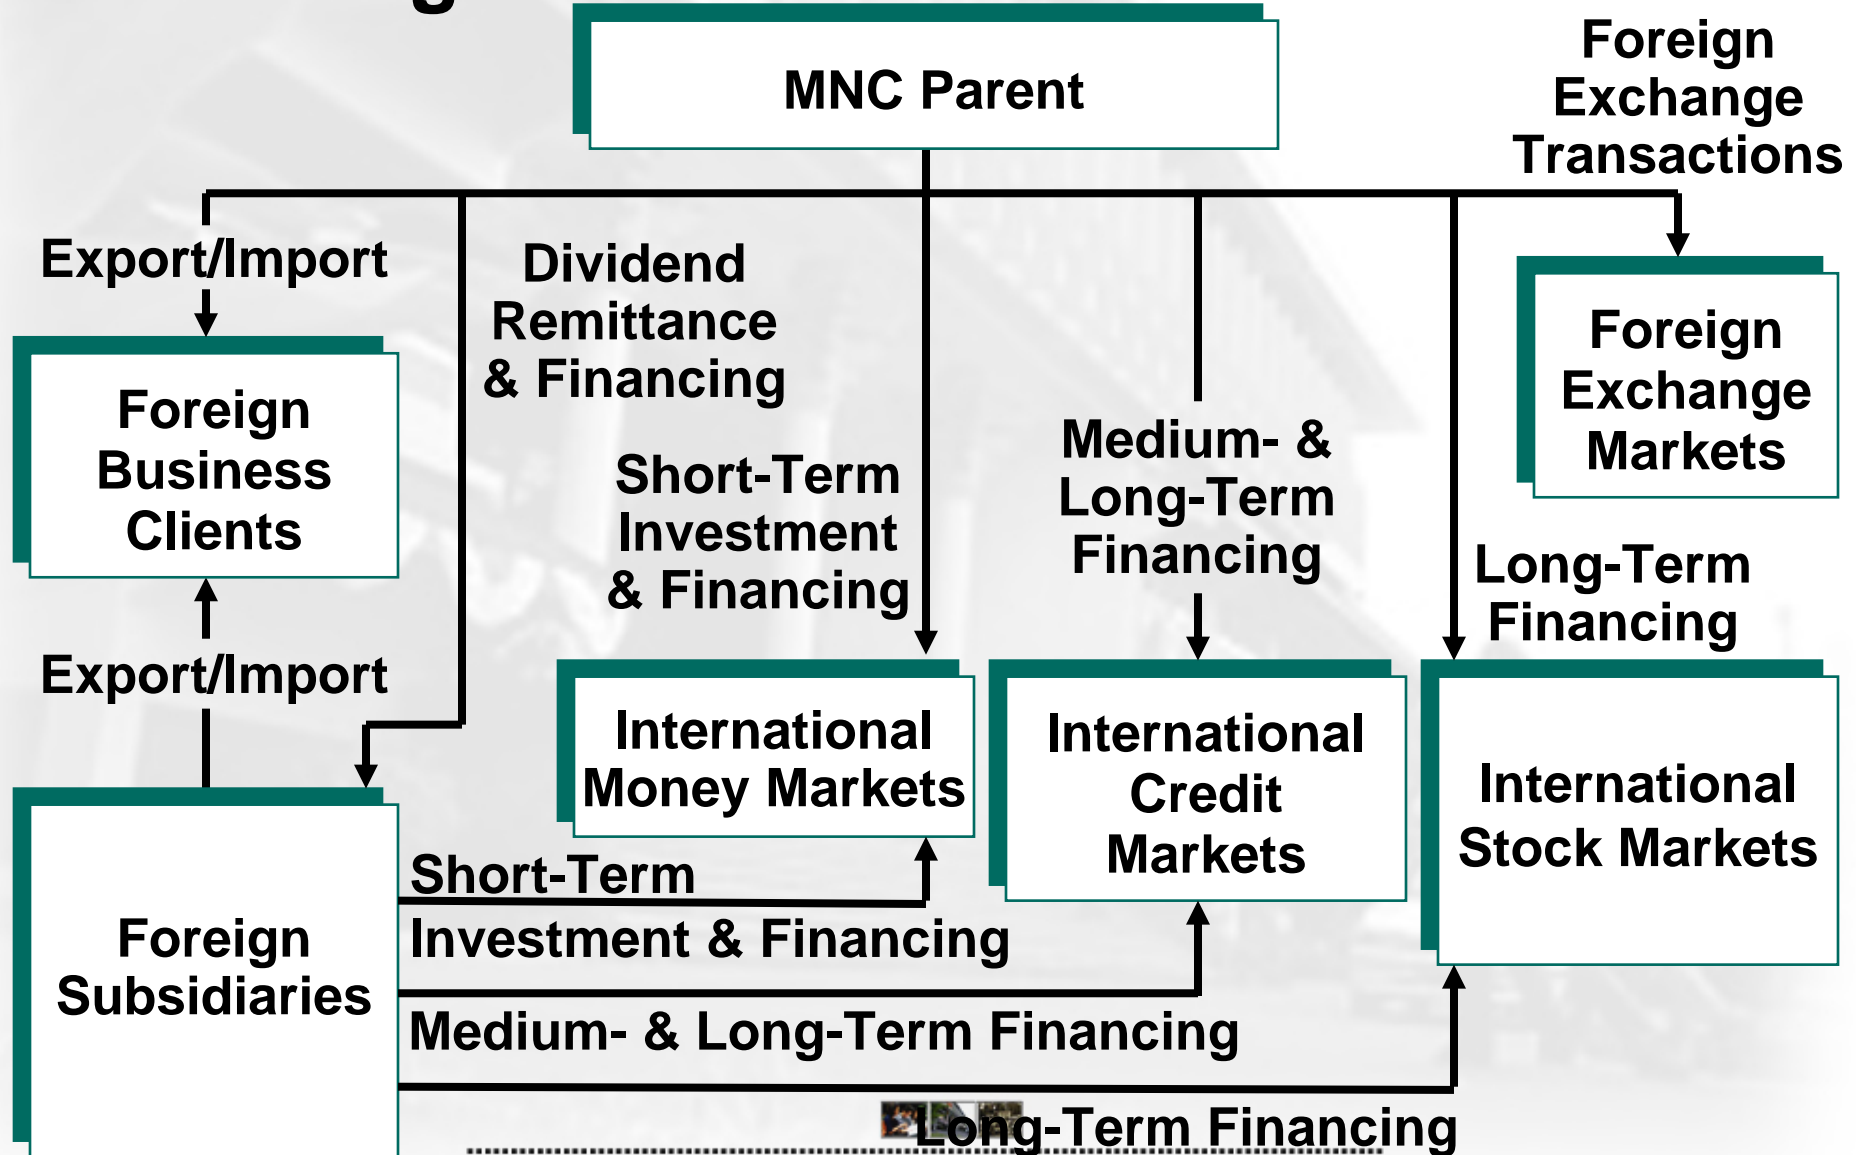 MNC Parent
Foreign
Exchange
Transactions
Export/Import
Dividend
Remittance
& Financing
Foreign
Exchange
Markets
Foreign
Business
Clients
Short-Term
Investment
& Financing
Medium- &
Long-Term
Financing
Long-Term
Financing
Export/Import
International
Money Markets
International
Credit
Markets
International
Stock Markets
Foreign
Subsidiaries
Short-Term
Investment & Financing
Medium- & Long-Term Financing
Long-Term Financing